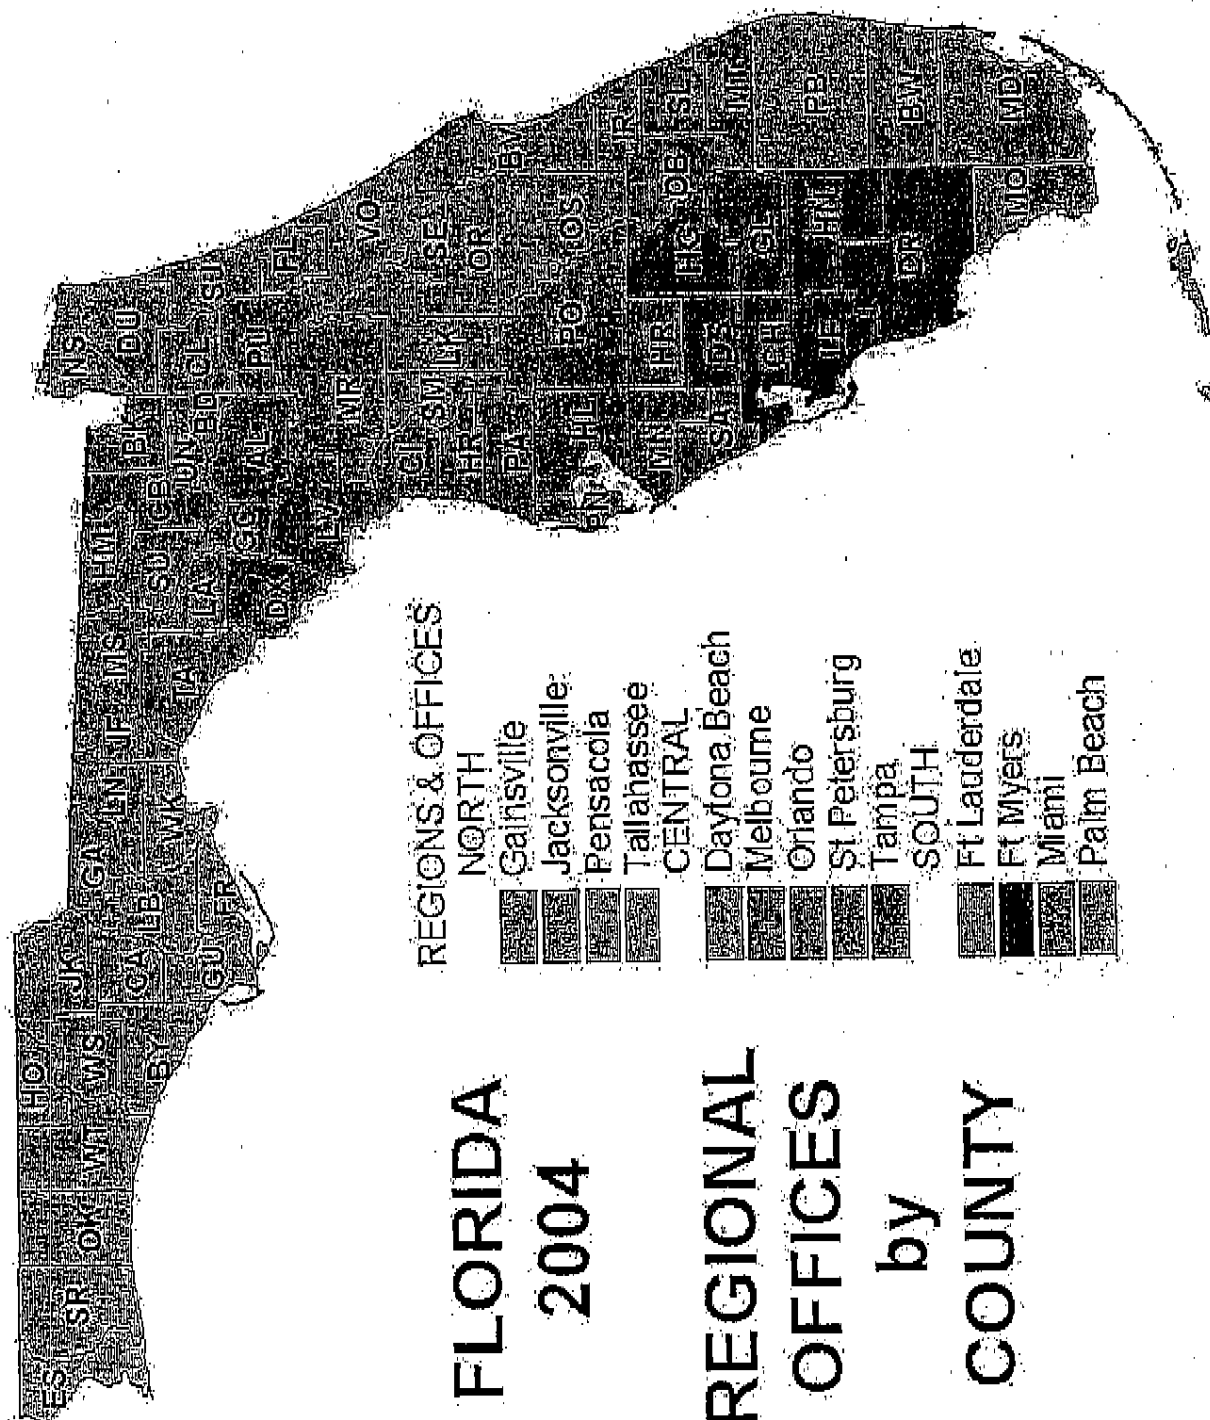 FLORIDA
2004
REGIONAL
OFFICES
by
COUNTY
REGIONS & OFFICES
NORTH
Gainsville
Jacksonville
Pensacola
Tallahassee
CENTRAL
Daytona Beach
Melbourne
Orlando
St Petersburg
Tampa
SOUTH
Ft Lauderdale
Ft Myers
Miami
Palm Beach
ES
SR
OK
WT
HO
WS
BY
JK
CA
GU
LB
FR
GA
LN
WK
JF
MS
TA
HM
SU
LA
DX
GC
LV
CB
UN
BD
AL
MR
NS
DU
CL
SJ
PU
FL
VO
CI
SM
LK
HR
PA
SE
OR
BV
OS
PO
HL
PN
IR
HR
MN
SA
DS
HG
OB
SL
MT
GL
CH
LE
HN
PB
BW
CR
MO
MD